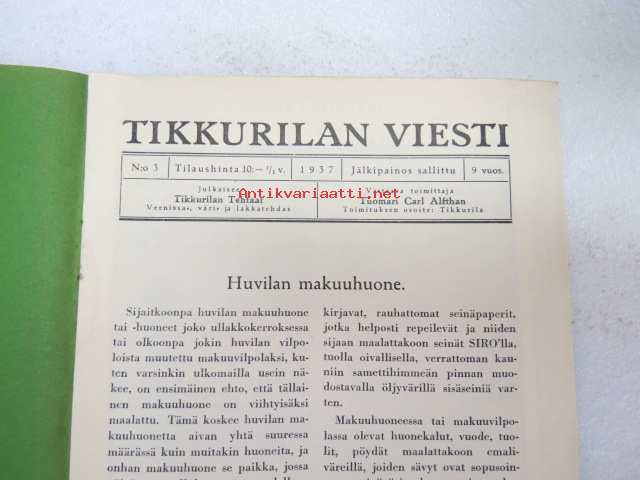 TIKKURILAN VIESTI
N:o 3 Tilaushinta 10:— 1/1 v. 1937 Jälkipainos sallittu 9 vuos.
Julkaisee
Tikkurilan Tehtaat
Vernissa-, väri- ja lakkatehdas
Vastaava toimittaja
Tuomari Carl Alfthan
Toimituksen osoite: Tikkurila
Antikvariaatti.net
Huvilan makuuhuone.
Sijaitkoonpa huvilan makuuhuone
tai -huoneet joko ullakkokerroksessa
tai olkoonpa jokin huvilan vilpo-
loista muutettu makuuvilpolaksi, ku-
ten varsinkin ulkomailla usein nä-
kee, on ensimäinen ehto, että tällai-
nen makuuhuone on viihtyisäksi
maalattu. Tämä koskee huvilan ma-
kuuhuonetta aivan yhtä suuressa
määrässä kuin muitakin huoneita, ja
onhan makuuhuone se paikka, jossa
kirjavat, rauhattomat seinäpaperit,
jotka helposti repeilevät ja niiden
sijaan maalattakoon seinät SIRO'lla,
tuolla oivallisella, verrattoman kau-
niin samettihimmeän pinnan muo-
dostavalla öljyvärillä sisäseiniä var-
ten.
Makuuhuoneessa tai makuuvilpo-
lassa olevat huonekalut, vuode, tuo-
lit, pöydät maalattakoon emali-
väreillä, joiden sävyt ovat sopusoin-